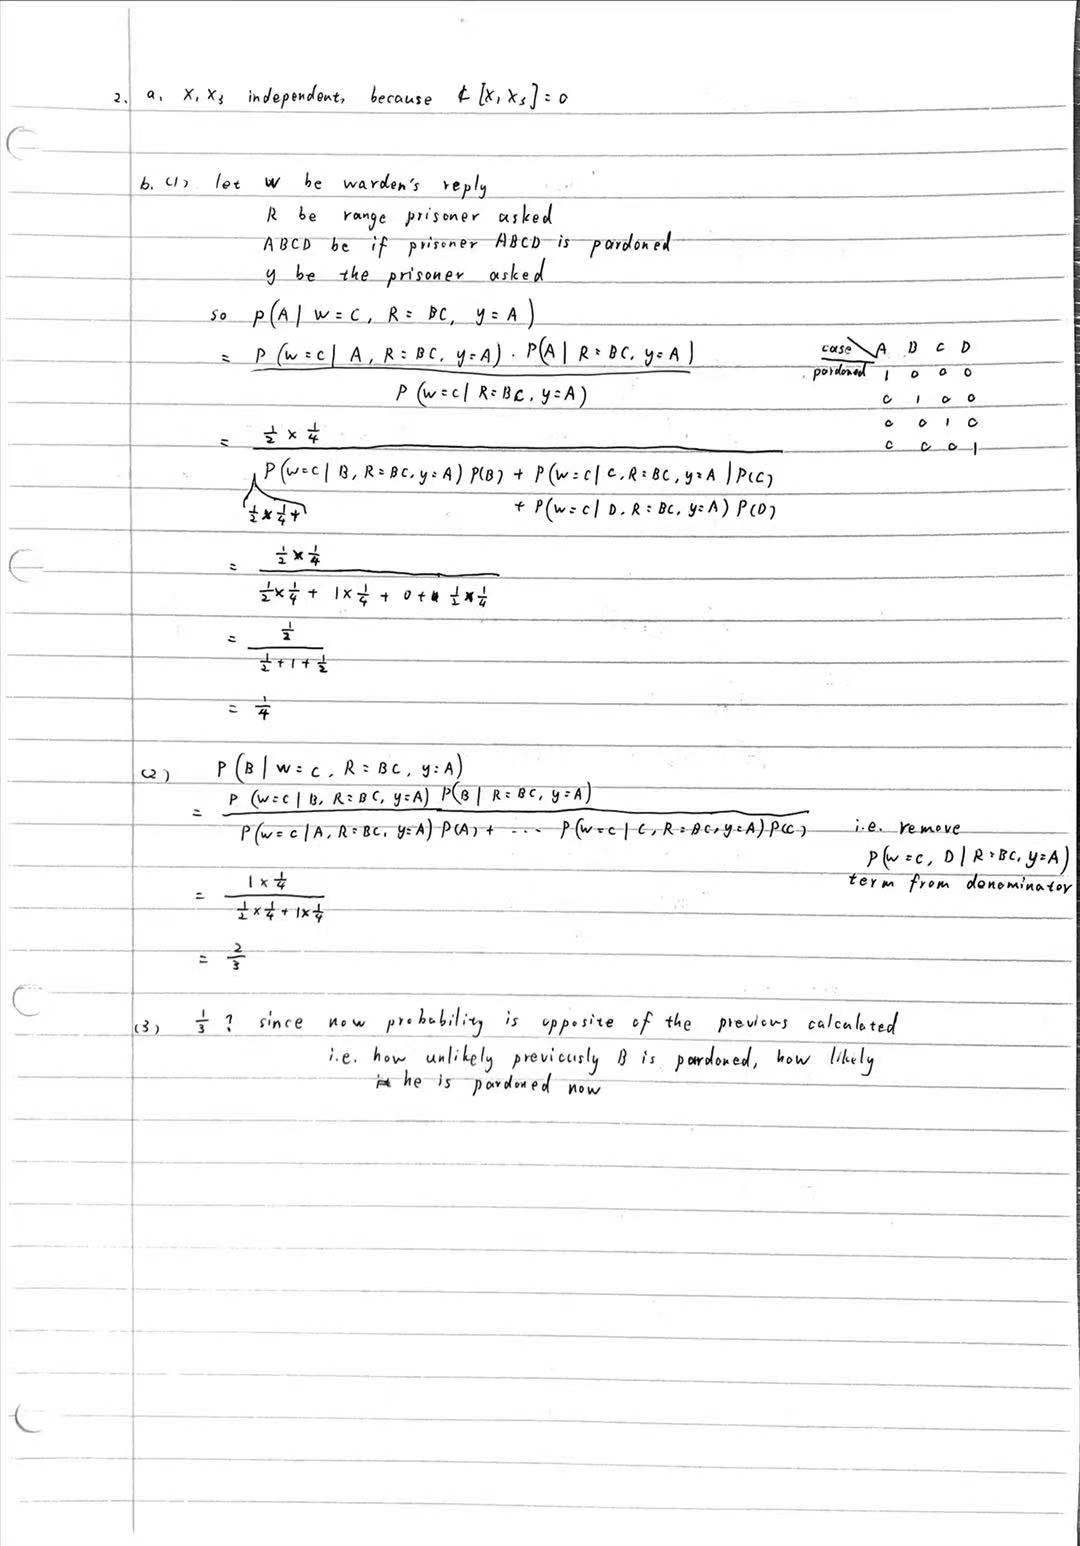 2. a. X₁ X₃ independent, because ¢ [X₁ X₃] = 0
b. (1) let W be warden's reply
R be range prisoner asked
ABCD be if prisoner ABCD is pardoned
y be the prisoner asked
so P(A | W=C, R=BC, y=A)
= P(W=C | A, R=BC, y=A) · P(A | R=BC, y=A)
P(W=C | R=BC, y=A)
case A B C D
pardoned 1 0 0 0
0 1 0 0
0 0 1 0
0 0 0 1
= 1/2 × 1/4
P(W=C | B, R=BC, y=A) P(B) + P(W=C | C, R=BC, y=A) P(C)
1/2 × 1/4 + + P(W=C | D, R=BC, y=A) P(D)
= 1/2 × 1/4
1/2 × 1/4 + 1 × 1/4 + 0 + 1/2 × 1/4
= 1/2
1/2 + 1 + 1/2
= 1/4
(2) P(B | W=C, R=BC, y=A)
= P(W=C | B, R=BC, y=A) P(B | R=BC, y=A)
P(W=C | A, R=BC, y=A) P(A) + ... P(W=C | C, R=BC, y=A) P(C)
i.e. remove
P(W=C, D | R=BC, y=A)
term from denominator
= 1 × 1/4
1/2 × 1/4 + 1 × 1/4
= 2/3
(3) 1/3 ? since now probability is opposite of the previous calculated
i.e. how unlikely previously B is pardoned, how likely
he is pardoned now